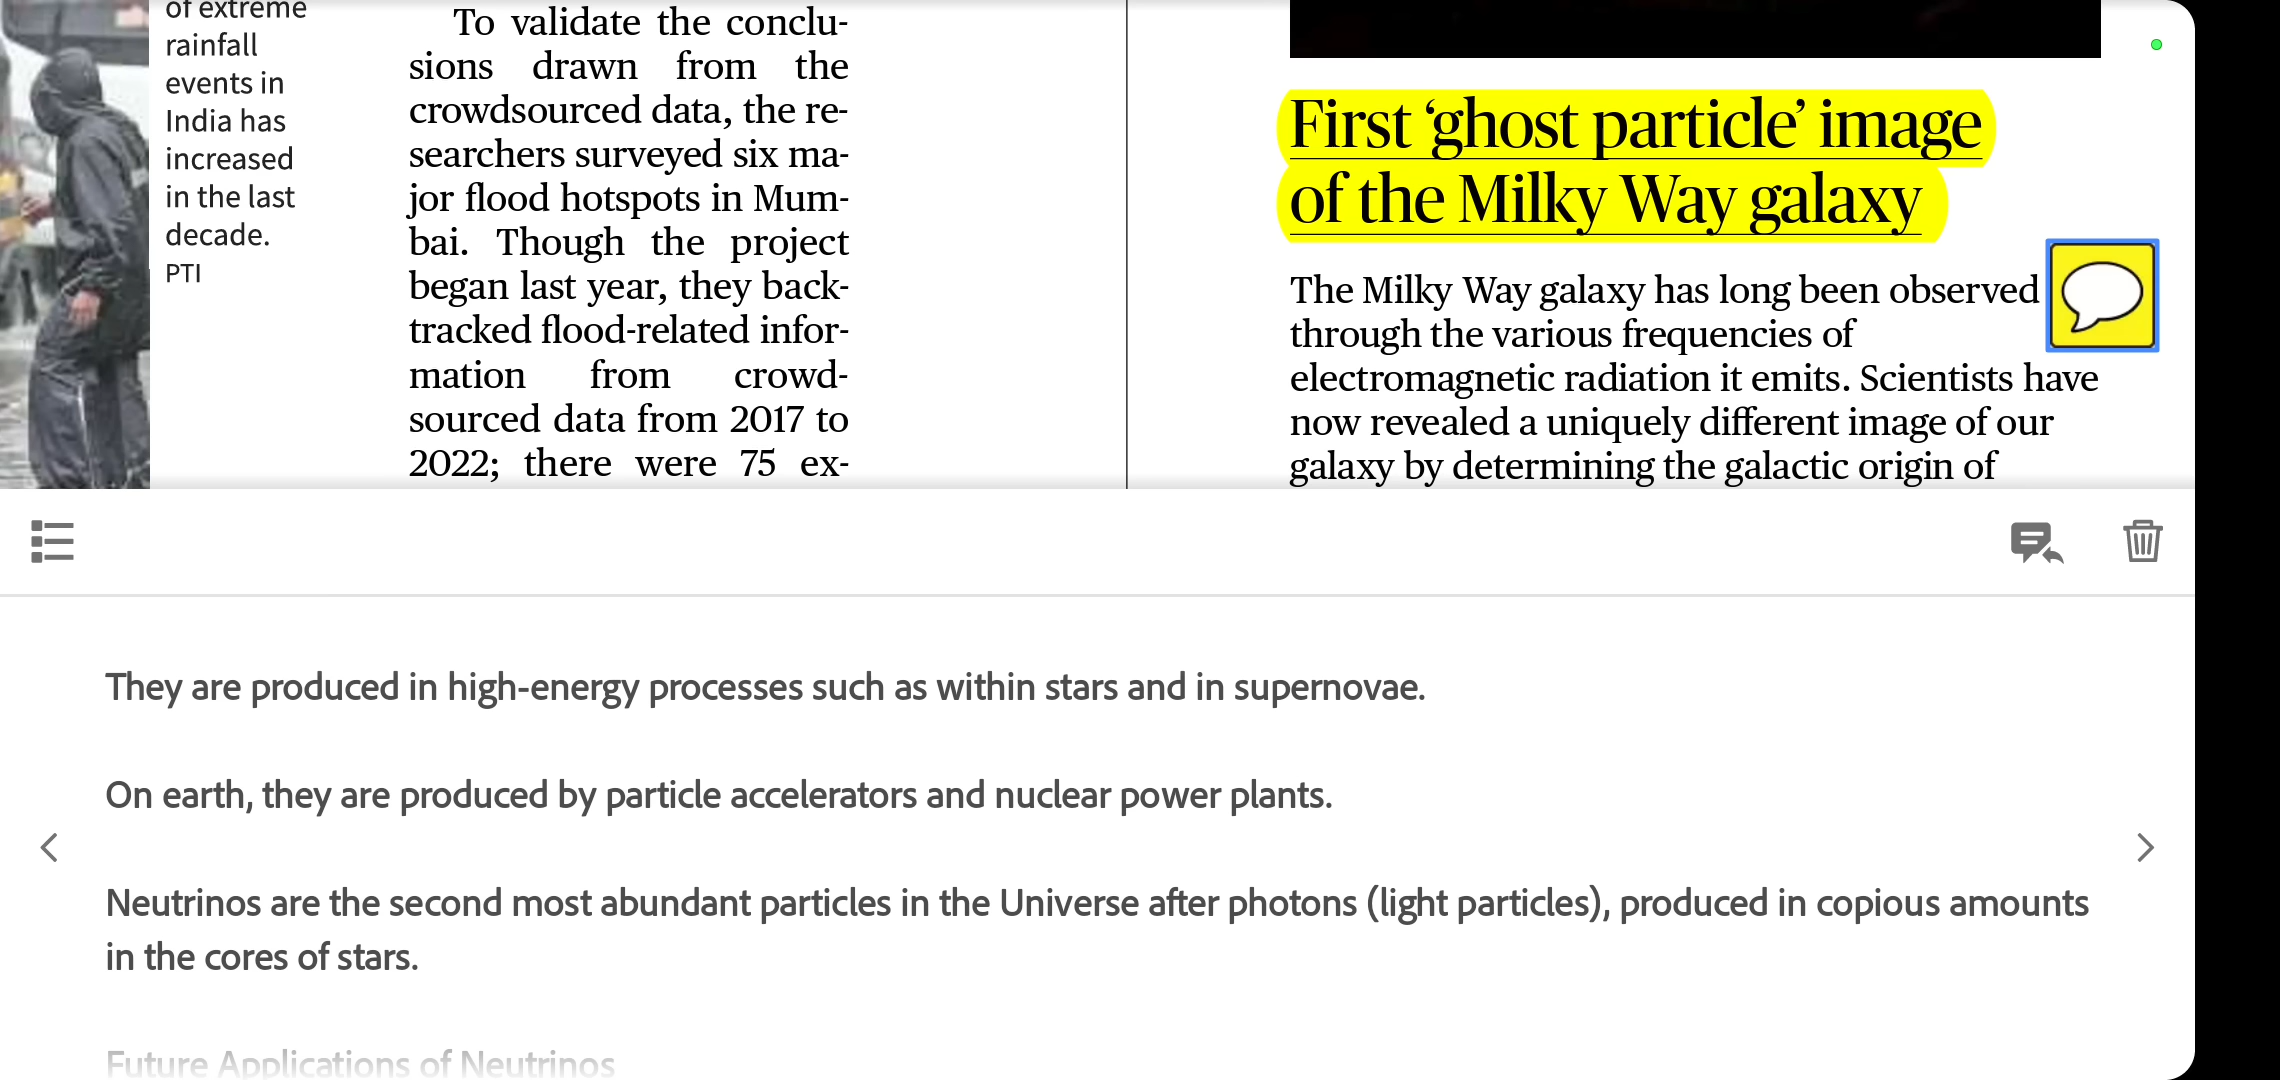 of extreme
rainfall
events in
India has
increased
in the last
decade.
PTI
To validate the conclu-
sions drawn from the
crowdsourced data, the re-
searchers surveyed six ma-
jor flood hotspots in Mum-
bai. Though the project
began last year, they back-
tracked flood-related infor-
mation from crowd-
sourced data from 2017 to
2022; there were 75 ex-
First ‘ghost particle’ image
of the Milky Way galaxy
The Milky Way galaxy has long been observed
through the various frequencies of
electromagnetic radiation it emits. Scientists have
now revealed a uniquely different image of our
galaxy by determining the galactic origin of
They are produced in high-energy processes such as within stars and in supernovae.
On earth, they are produced by particle accelerators and nuclear power plants.
Neutrinos are the second most abundant particles in the Universe after photons (light particles), produced in copious amounts
in the cores of stars.
Future Applications of Neutrinos